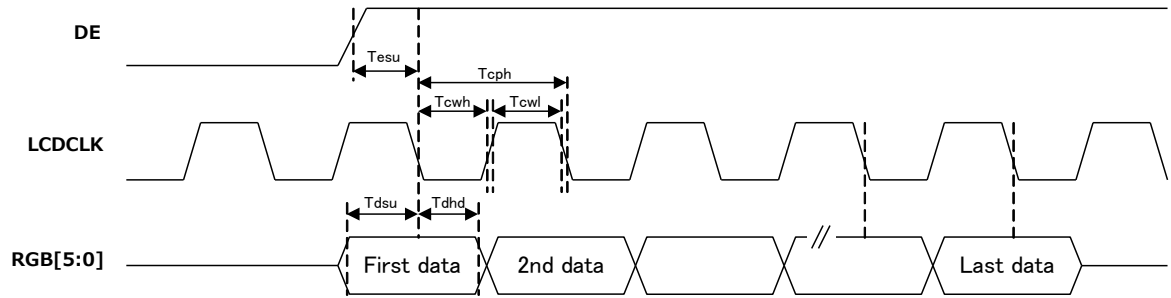 DE
Tesu
Tcph
Tcwh
Tcwl
LCDCLK
Tdsu
Tdhd
RGB[5:0]
First data
2nd data
//
Last data